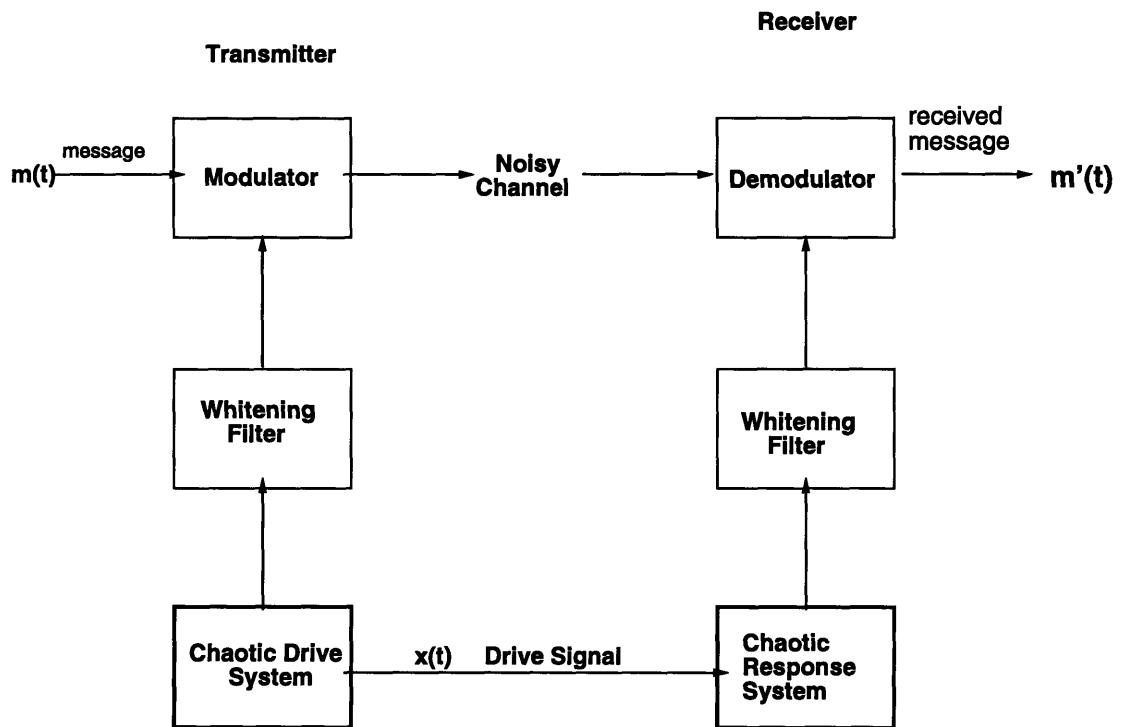 Receiver
Transmitter
m(t)
message
Modulator
Noisy
Channel
Demodulator
received
message
m'(t)
Whitening
Filter
Whitening
Filter
Chaotic Drive
System
x(t) Drive Signal
Chaotic
Response
System